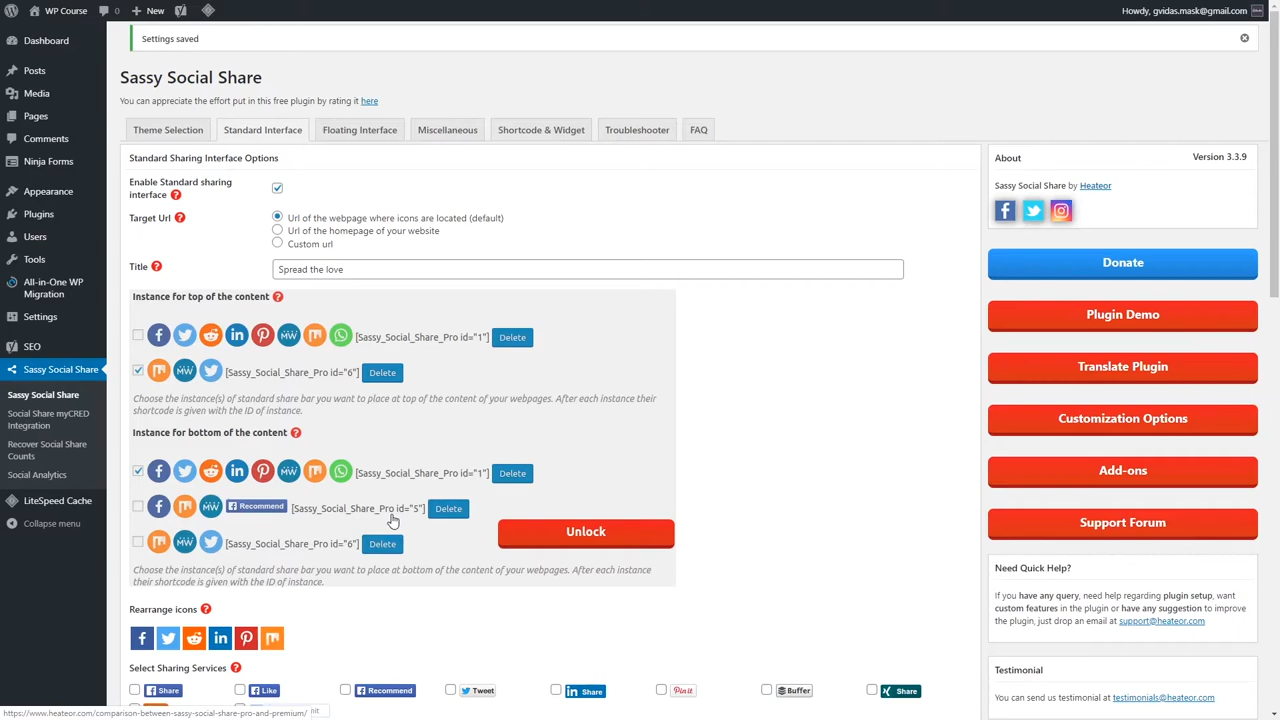 WP Course
0
+ New
Howdy, gvidas.mask@gmail.com
Dashboard
Posts
Media
Pages
Comments
Ninja Forms
Appearance
Plugins
Users
Tools
All-in-One WP
Migration
Settings
SEO
Sassy Social Share
Sassy Social Share
Social Share myCRED
Integration
Recover Social Share
Counts
Social Analytics
LiteSpeed Cache
Collapse menu
Settings saved
Sassy Social Share
You can appreciate the effort put in this free plugin by rating it here
Theme Selection
Standard Interface
Floating Interface
Miscellaneous
Shortcode & Widget
Troubleshooter
FAQ
Standard Sharing Interface Options
Enable Standard sharing
interface ?
Target Url ?
Url of the webpage where icons are located (default)
Url of the homepage of your website
Custom url
Title ?
Spread the love
Instance for top of the content ?
MW
[Sassy_Social_Share_Pro id="1"] Delete
MW
[Sassy_Social_Share_Pro id="6"] Delete
Choose the instance(s) of standard share bar you want to place at top of the content of your webpages. After each instance their
shortcode is given with the ID of instance.
Instance for bottom of the content ?
MW
[Sassy_Social_Share_Pro id="1"] Delete
MW
Recommend [Sassy_Social_Share_Pro id="5"] Delete
MW
[Sassy_Social_Share_Pro id="6"] Delete
Unlock
Choose the instance(s) of standard share bar you want to place at bottom of the content of your webpages. After each instance
their shortcode is given with the ID of instance.
Rearrange icons ?
Select Sharing Services ?
Share
Like
Recommend
Tweet
Share
Pin it
Buffer
Share
About
Version 3.3.9
Sassy Social Share by Heateor
Donate
Plugin Demo
Translate Plugin
Customization Options
Add-ons
Support Forum
Need Quick Help?
If you have any query, need help regarding plugin setup, want
custom features in the plugin or have any suggestion to improve
the plugin, just drop an email at support@heateor.com
Testimonial
You can send us testimonial at testimonials@heateor.com
https://www.heateor.com/comparison-between-sassy-social-share-pro-and-premium/